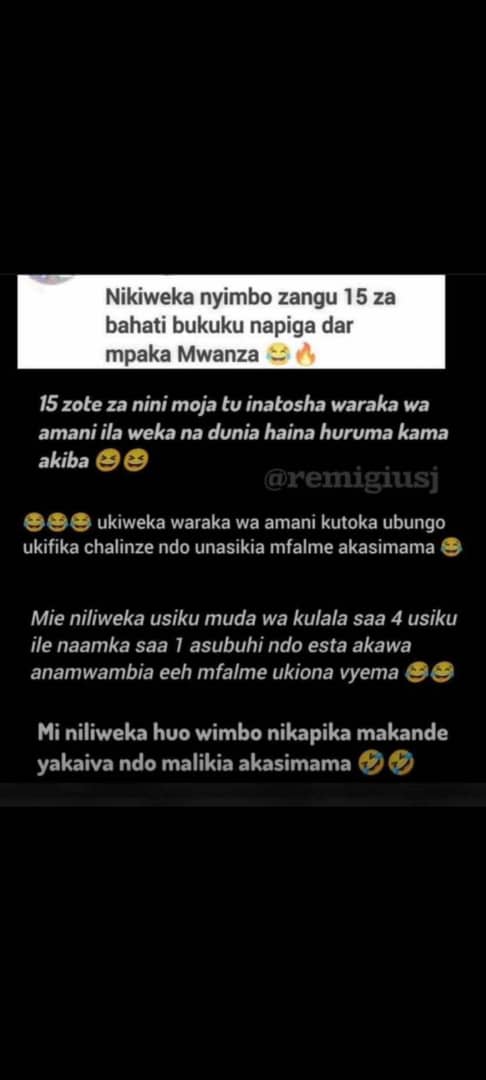 Nikiweka nyimbo zangu 15 za
bahati bukuku napiga dar
mpaka Mwanza 😂🔥
15 zote za nini moja tu inatosha waraka wa
amani ila weka na dunia haina huruma kama
akiba 😆😆
@remigiusj
😂😂😂 ukiweka waraka wa amani kutoka ubungo
ukifika chalinze ndo unasikia mfalme akasimama 😂
Mie niliweka usiku muda wa kulala saa 4 usiku
ile naamka saa 1 asubuhi ndo esta akawa
anamwambia eeh mfalme ukiona vyema 😂😂
Mi niliweka huo wimbo nikapika makande
yakaiva ndo malikia akasimama 🤣🤣